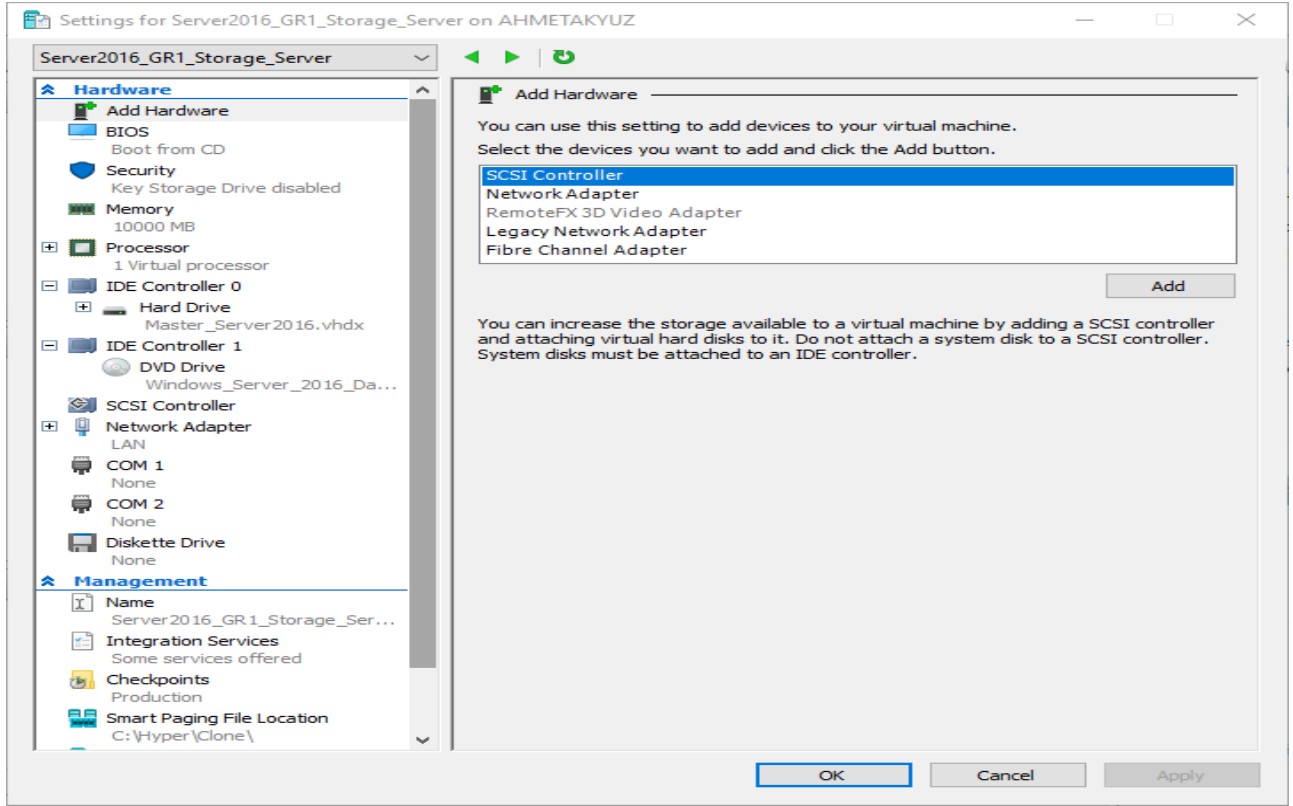 Settings for Server2016_GR1_Storage_Server on AHMETAKYUZ
Server2016_GR1_Storage_Server
Hardware
Add Hardware
BIOS
Boot from CD
Security
Key Storage Drive disabled
Memory
10000 MB
Processor
1 Virtual processor
IDE Controller 0
Hard Drive
Master_Server2016.vhdx
IDE Controller 1
DVD Drive
Windows_Server_2016_Da...
SCSI Controller
Network Adapter
LAN
COM 1
None
COM 2
None
Diskette Drive
None
Management
Name
Server2016_GR1_Storage_Ser...
Integration Services
Some services offered
Checkpoints
Production
Smart Paging File Location
C:\Hyper\Clone\
Add Hardware
You can use this setting to add devices to your virtual machine.
Select the devices you want to add and click the Add button.
SCSI Controller
Network Adapter
RemoteFX 3D Video Adapter
Legacy Network Adapter
Fibre Channel Adapter
Add
You can increase the storage available to a virtual machine by adding a SCSI controller
and attaching virtual hard disks to it. Do not attach a system disk to a SCSI controller.
System disks must be attached to an IDE controller.
OK
Cancel
Apply